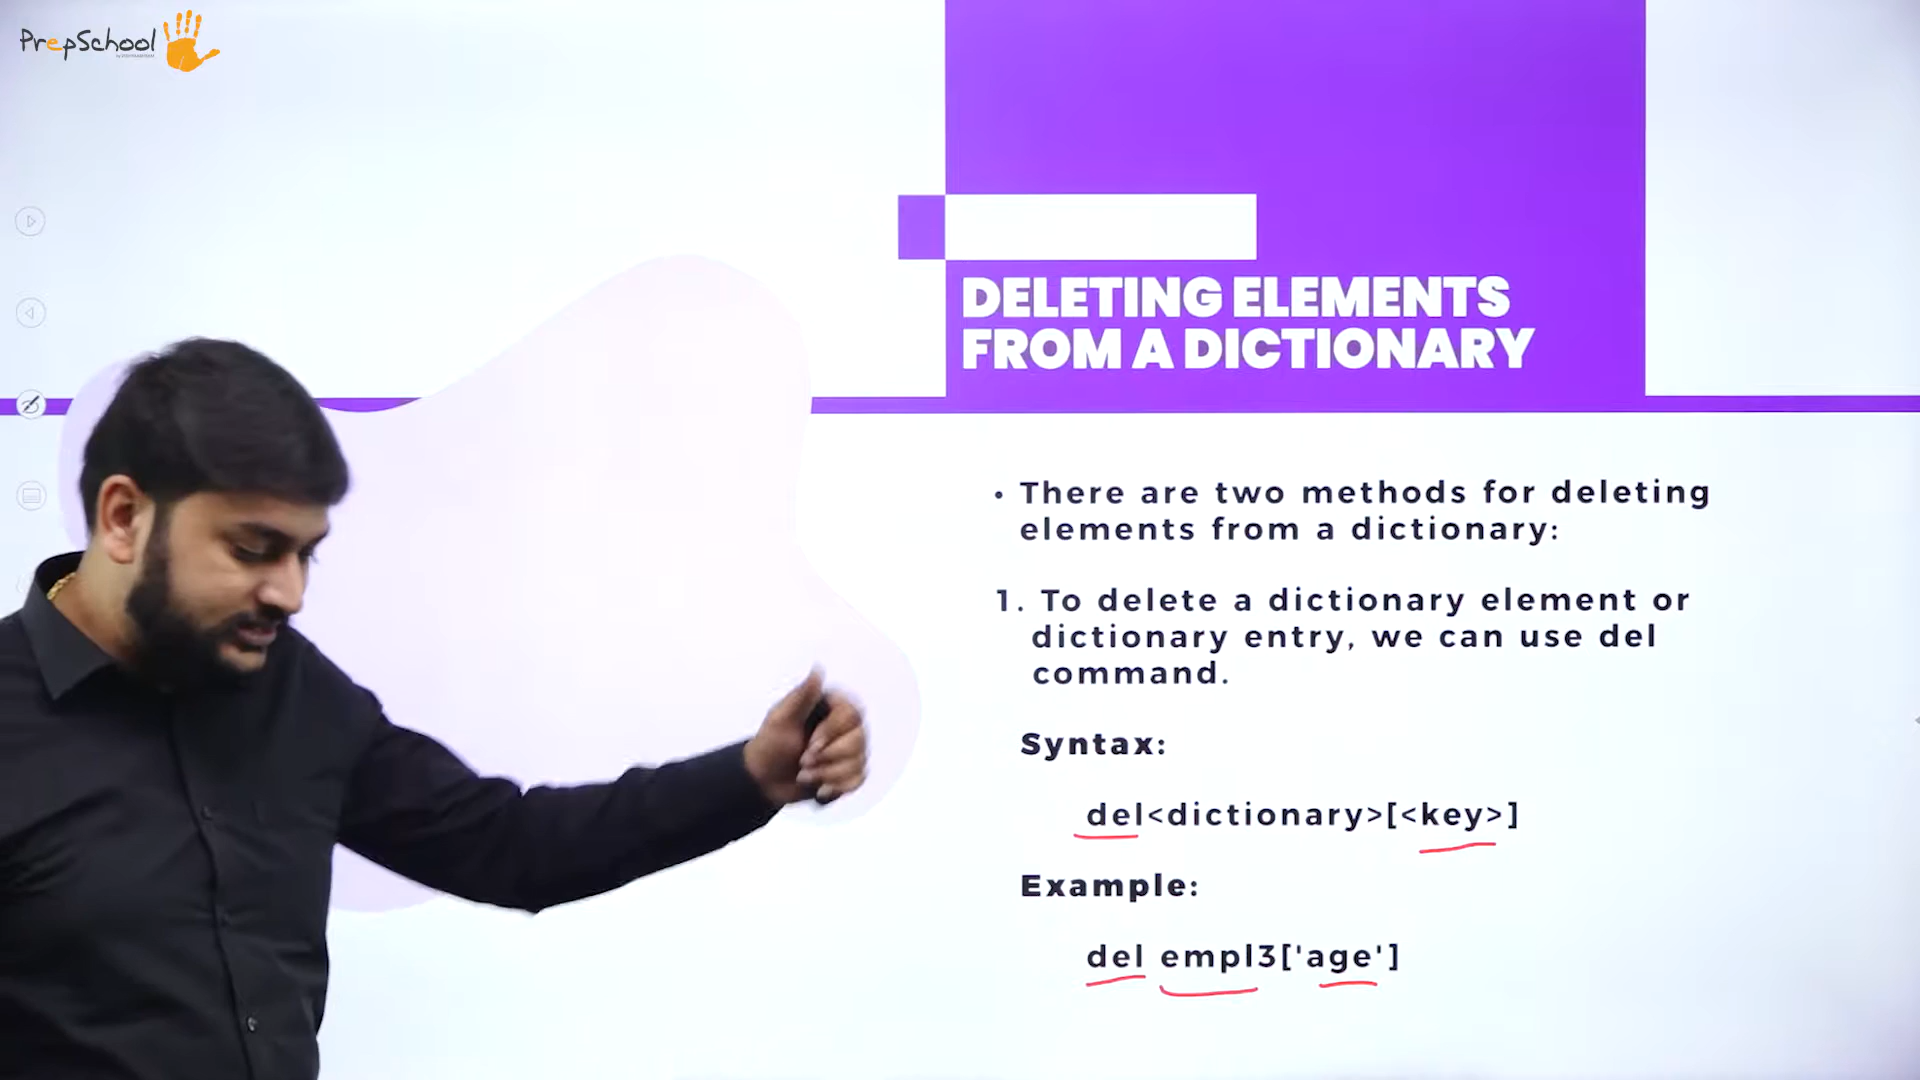 PrepSchool
DELETING ELEMENTS
FROM A DICTIONARY
• There are two methods for deleting
elements from a dictionary:
1. To delete a dictionary element or
dictionary entry, we can use del
command.
Syntax:
del<dictionary>[<key>]
Example:
del empl3['age']